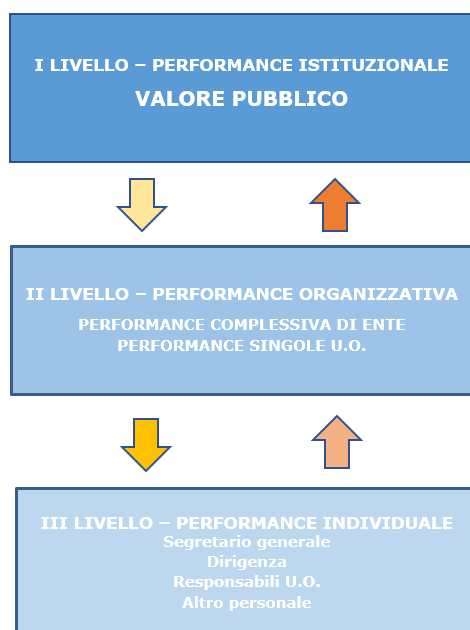 I LIVELLO – PERFORMANCE ISTITUZIONALE
VALORE PUBBLICO
II LIVELLO – PERFORMANCE ORGANIZZATIVA
PERFORMANCE COMPLESSIVA DI ENTE
PERFORMANCE SINGOLE U.O.
III LIVELLO – PERFORMANCE INDIVIDUALE
Segretario generale
Dirigenza
Responsabili U.O.
Altro personale